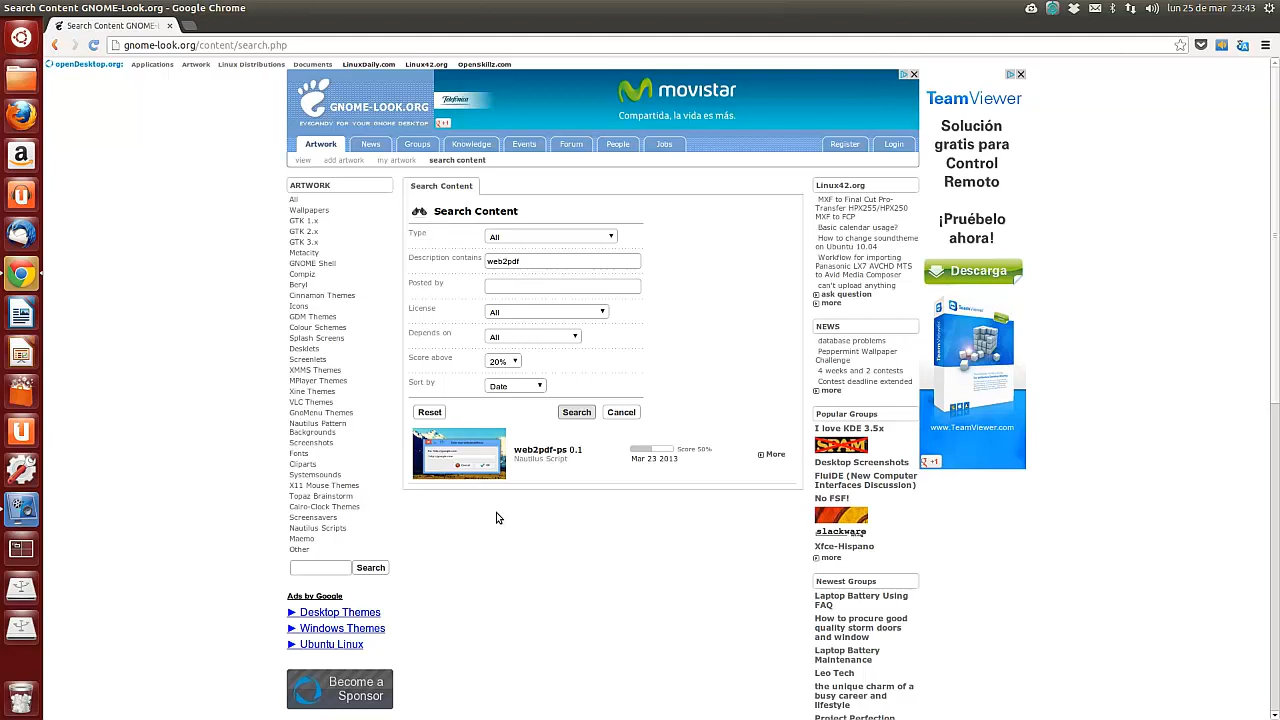 Search Content GNOME-Look.org - Google Chrome
lun 25 de mar 23:43
Search Content GNOME-L
gnome-look.org/content/search.php
openDesktop.org: Applications Artwork Linux Distributions Documents LinuxDaily.com Linux42.org OpenSkillz.com
GNOME-LOOK.ORG
EYECANDY FOR YOUR GNOME DESKTOP
Telefónica
+1
movistar
Compartida, la vida es más.
Artwork News Groups Knowledge Events Forum People Jobs Register Login
view add artwork my artwork search content
ARTWORK
All
Wallpapers
GTK 1.x
GTK 2.x
GTK 3.x
Metacity
GNOME Shell
Compiz
Beryl
Cinnamon Themes
Icons
GDM Themes
Colour Schemes
Splash Screens
Desklets
Screenlets
XMMS Themes
MPlayer Themes
Xine Themes
VLC Themes
GnoMenu Themes
Nautilus Pattern
Backgrounds
Screenshots
Fonts
Cliparts
Systemsounds
X11 Mouse Themes
Topaz Brainstorm
Cairo-Clock Themes
Screensavers
Nautilus Scripts
Maemo
Other
Search
Ads by Google
Desktop Themes
Windows Themes
Ubuntu Linux
Become a
Sponsor
Search Content
Search Content
Type All
Description contains web2pdf
Posted by
License All
Depends on All
Score above 20%
Sort by Date
Reset Search Cancel
web2pdf-ps 0.1
Nautilus Script
Score 50%
Mar 23 2013
More
Linux42.org
MXF to Final Cut Pro-
Transfer HPX255/HPX250
MXF to FCP
Basic calendar usage?
How to change soundtheme
on Ubuntu 10.04
Workflow for importing
Panasonic LX7 AVCHD MTS
to Avid Media Composer
can't upload anything
ask question
more
NEWS
database problems
Peppermint Wallpaper
Challenge
4 weeks and 2 contests
Contest deadline extended
more
Popular Groups
I love KDE 3.5x
SPAM
Desktop Screenshots
FluiDE (New Computer
Interfaces Discussion)
No FSF!
slackware
Xfce-Hispano
more
Newest Groups
Laptop Battery Using
FAQ
How to procure good
quality storm doors
and window
Laptop Battery
Maintenance
Leo Tech
the unique charm of a
busy career and
lifestyle
Project Perfection
TeamViewer
Solución
gratis para
Control
Remoto
¡Pruébelo
ahora!
Descarga
www.TeamViewer.com
+1